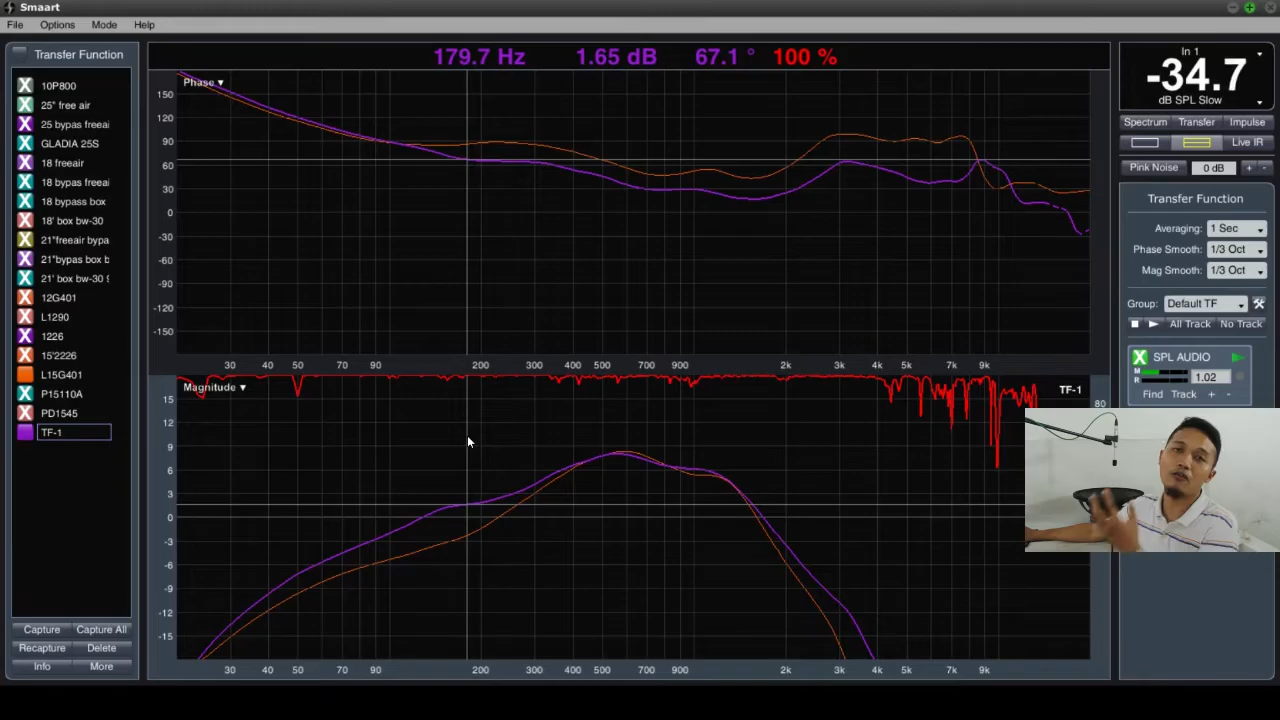 Smaart
File Options Mode Help
Transfer Function
10P800
25" free air
25 bypas freeai
GLADIA 25S
18 freeair
18 bypas freeai
18 bypass box
18' box bw-30
21"freeair bypa
21"bypas box b
21' box bw-30 9
12G401
L1290
1226
15'2226
L15G401
P15110A
PD1545
TF-1
Capture Capture All
Recapture Delete
Info More
179.7 Hz 1.65 dB 67.1 ° 100 %
Phase ▼
150
120
90
60
30
0
-30
-60
-90
-120
-150
30 40 50 70 90 200 300 400 500 700 900 2k 3k 4k 5k 7k 9k
Magnitude ▼
TF-1
80
15
12
9
6
3
0
-3
-6
-9
-12
-15
30 40 50 70 90 200 300 400 500 700 900 2k 3k 4k 5k 7k 9k
In 1
-34.7
dB SPL Slow
Spectrum Transfer Impulse
Live IR
Pink Noise 0 dB + -
Transfer Function
Averaging: 1 Sec
Phase Smooth: 1/3 Oct
Mag Smooth: 1/3 Oct
Group: Default TF
All Track No Track
X SPL AUDIO
M
R 1.02
Find Track + -